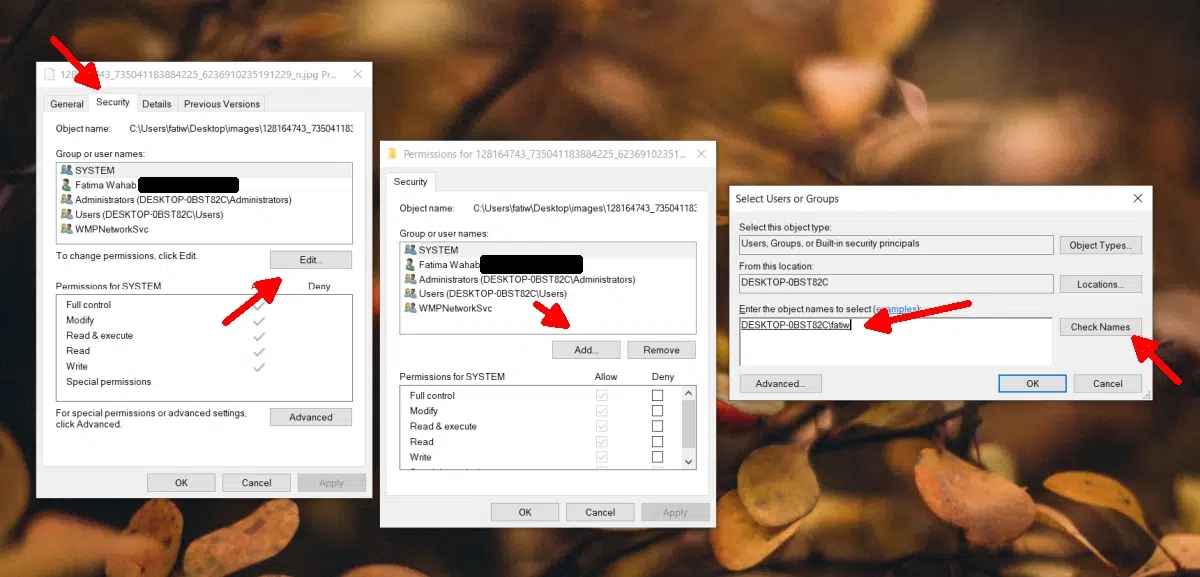 128164743_735041183884225_6236910235191229_n.jpg Pr...
General Security Details Previous Versions
Object name: C:\Users\fatiw\Desktop\images\128164743_735041183
Group or user names:
SYSTEM
Fatima Wahab
Administrators (DESKTOP-0BST82C\Administrators)
Users (DESKTOP-0BST82C\Users)
WMPNetworkSvc
To change permissions, click Edit.
Edit...
Permissions for SYSTEM Deny
Full control
Modify
Read & execute
Read
Write
Special permissions
For special permissions or advanced settings,
click Advanced.
Advanced
OK Cancel Apply
Permissions for 128164743_735041183884225_62369102351...
Security
Object name: C:\Users\fatiw\Desktop\images\128164743_735041183
Group or user names:
SYSTEM
Fatima Wahab
Administrators (DESKTOP-0BST82C\Administrators)
Users (DESKTOP-0BST82C\Users)
WMPNetworkSvc
Add... Remove
Permissions for SYSTEM Allow Deny
Full control
Modify
Read & execute
Read
Write
OK Cancel Apply
Select Users or Groups
Select this object type:
Users, Groups, or Built-in security principals
Object Types...
From this location:
DESKTOP-0BST82C
Locations...
Enter the object names to select (examples):
DESKTOP-0BST82C\fatiw
Check Names
Advanced...
OK Cancel